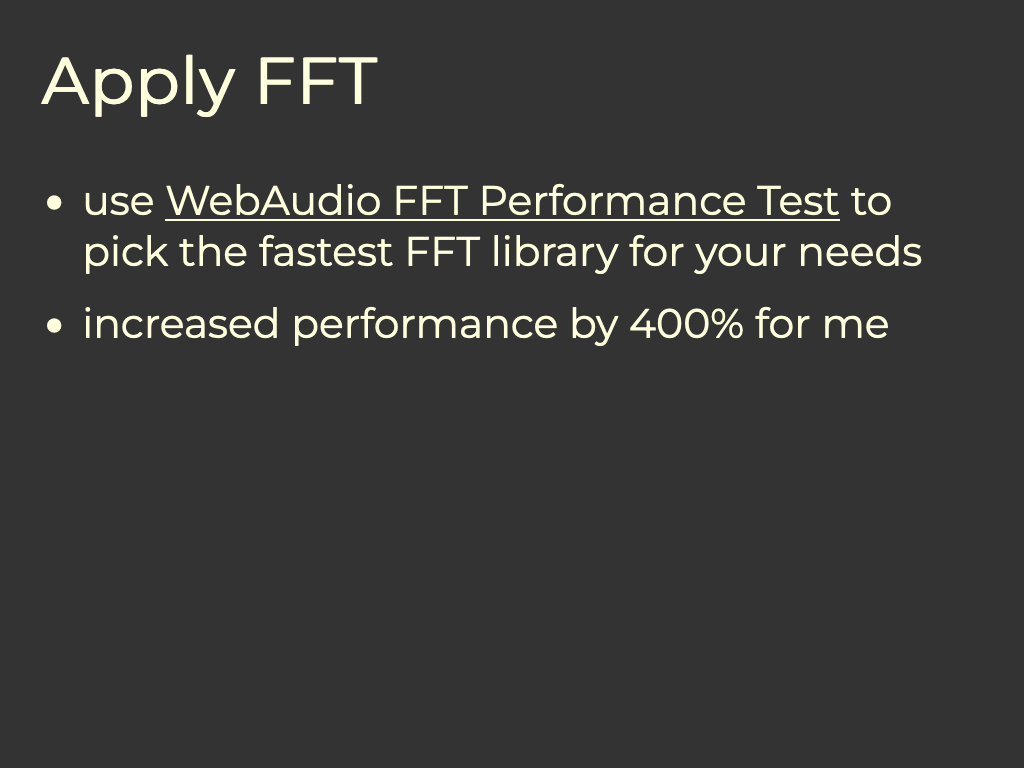 Apply FFT
• use WebAudio FFT Performance Test to
pick the fastest FFT library for your needs
• increased performance by 400% for me